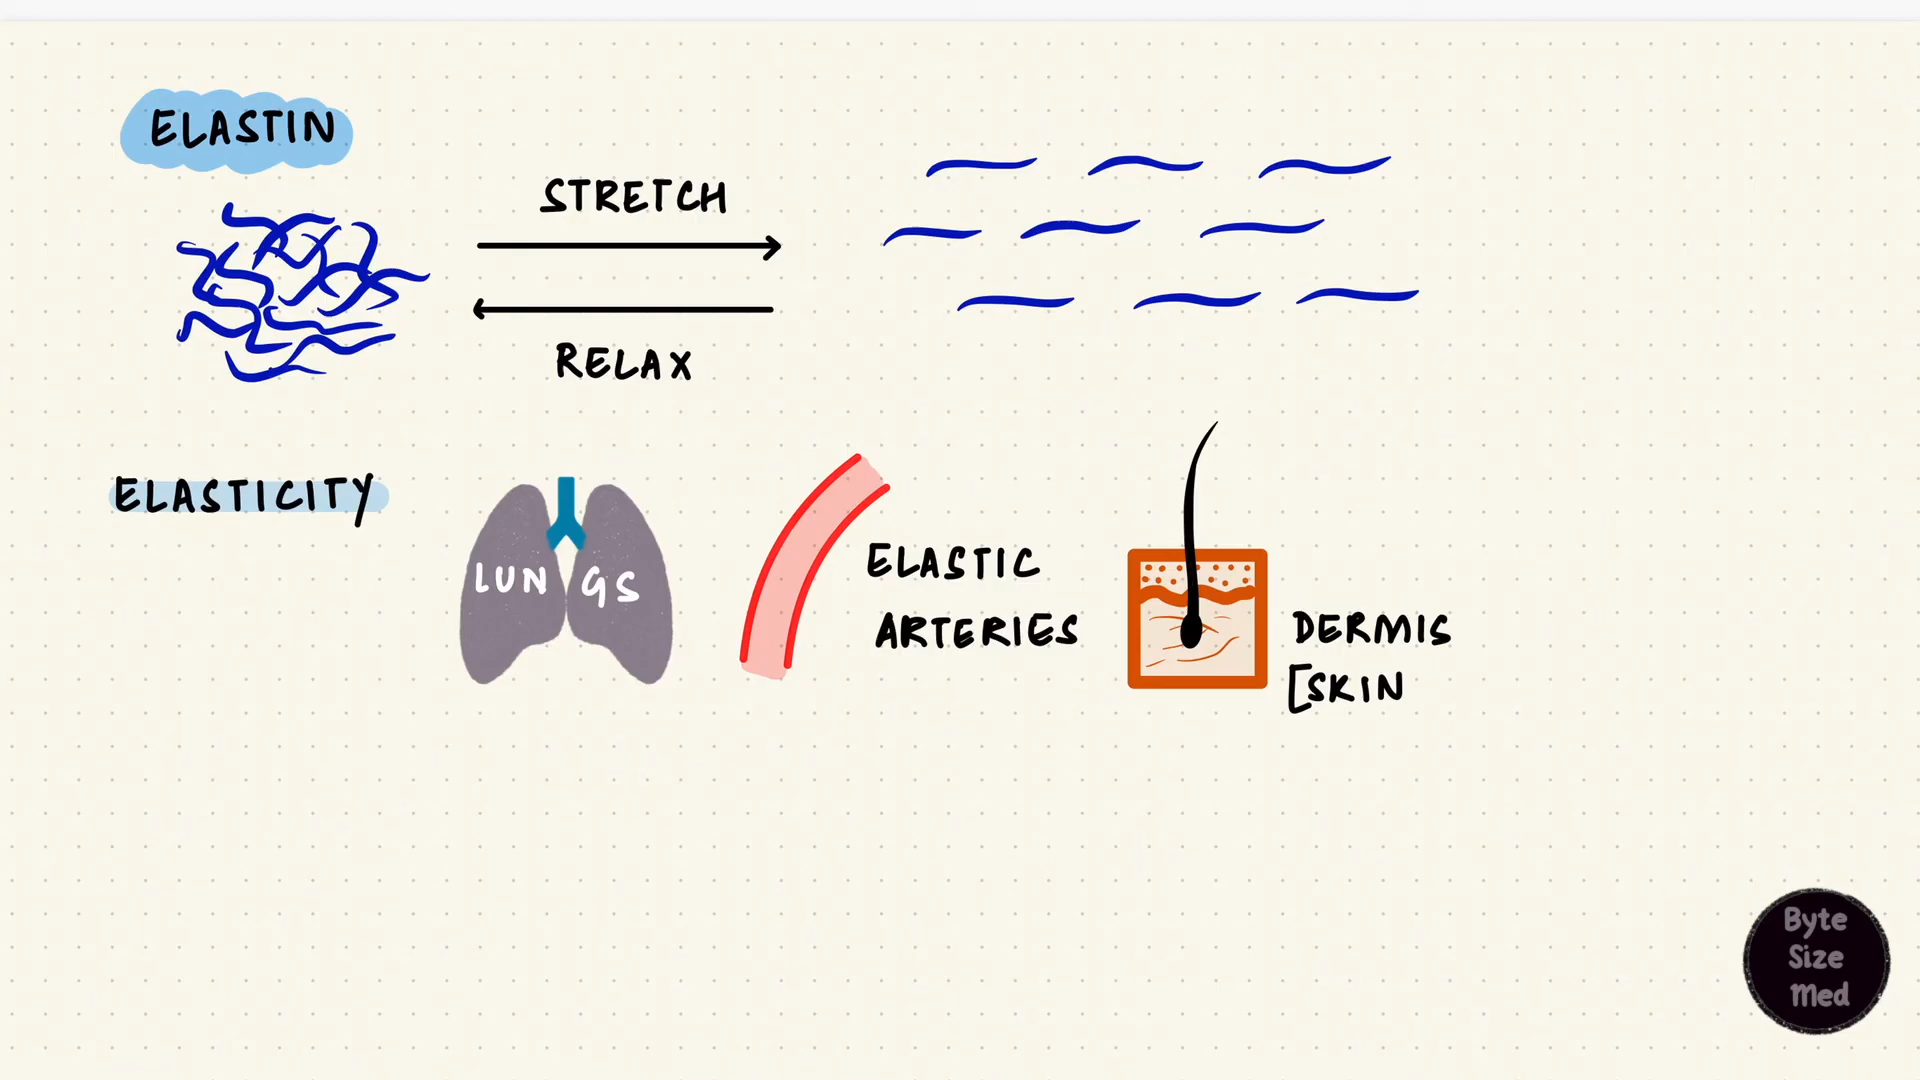 ELASTIN
STRETCH
RELAX
ELASTICITY
LUNGS
ELASTIC
ARTERIES
DERMIS
[SKIN
Byte
Size
Med